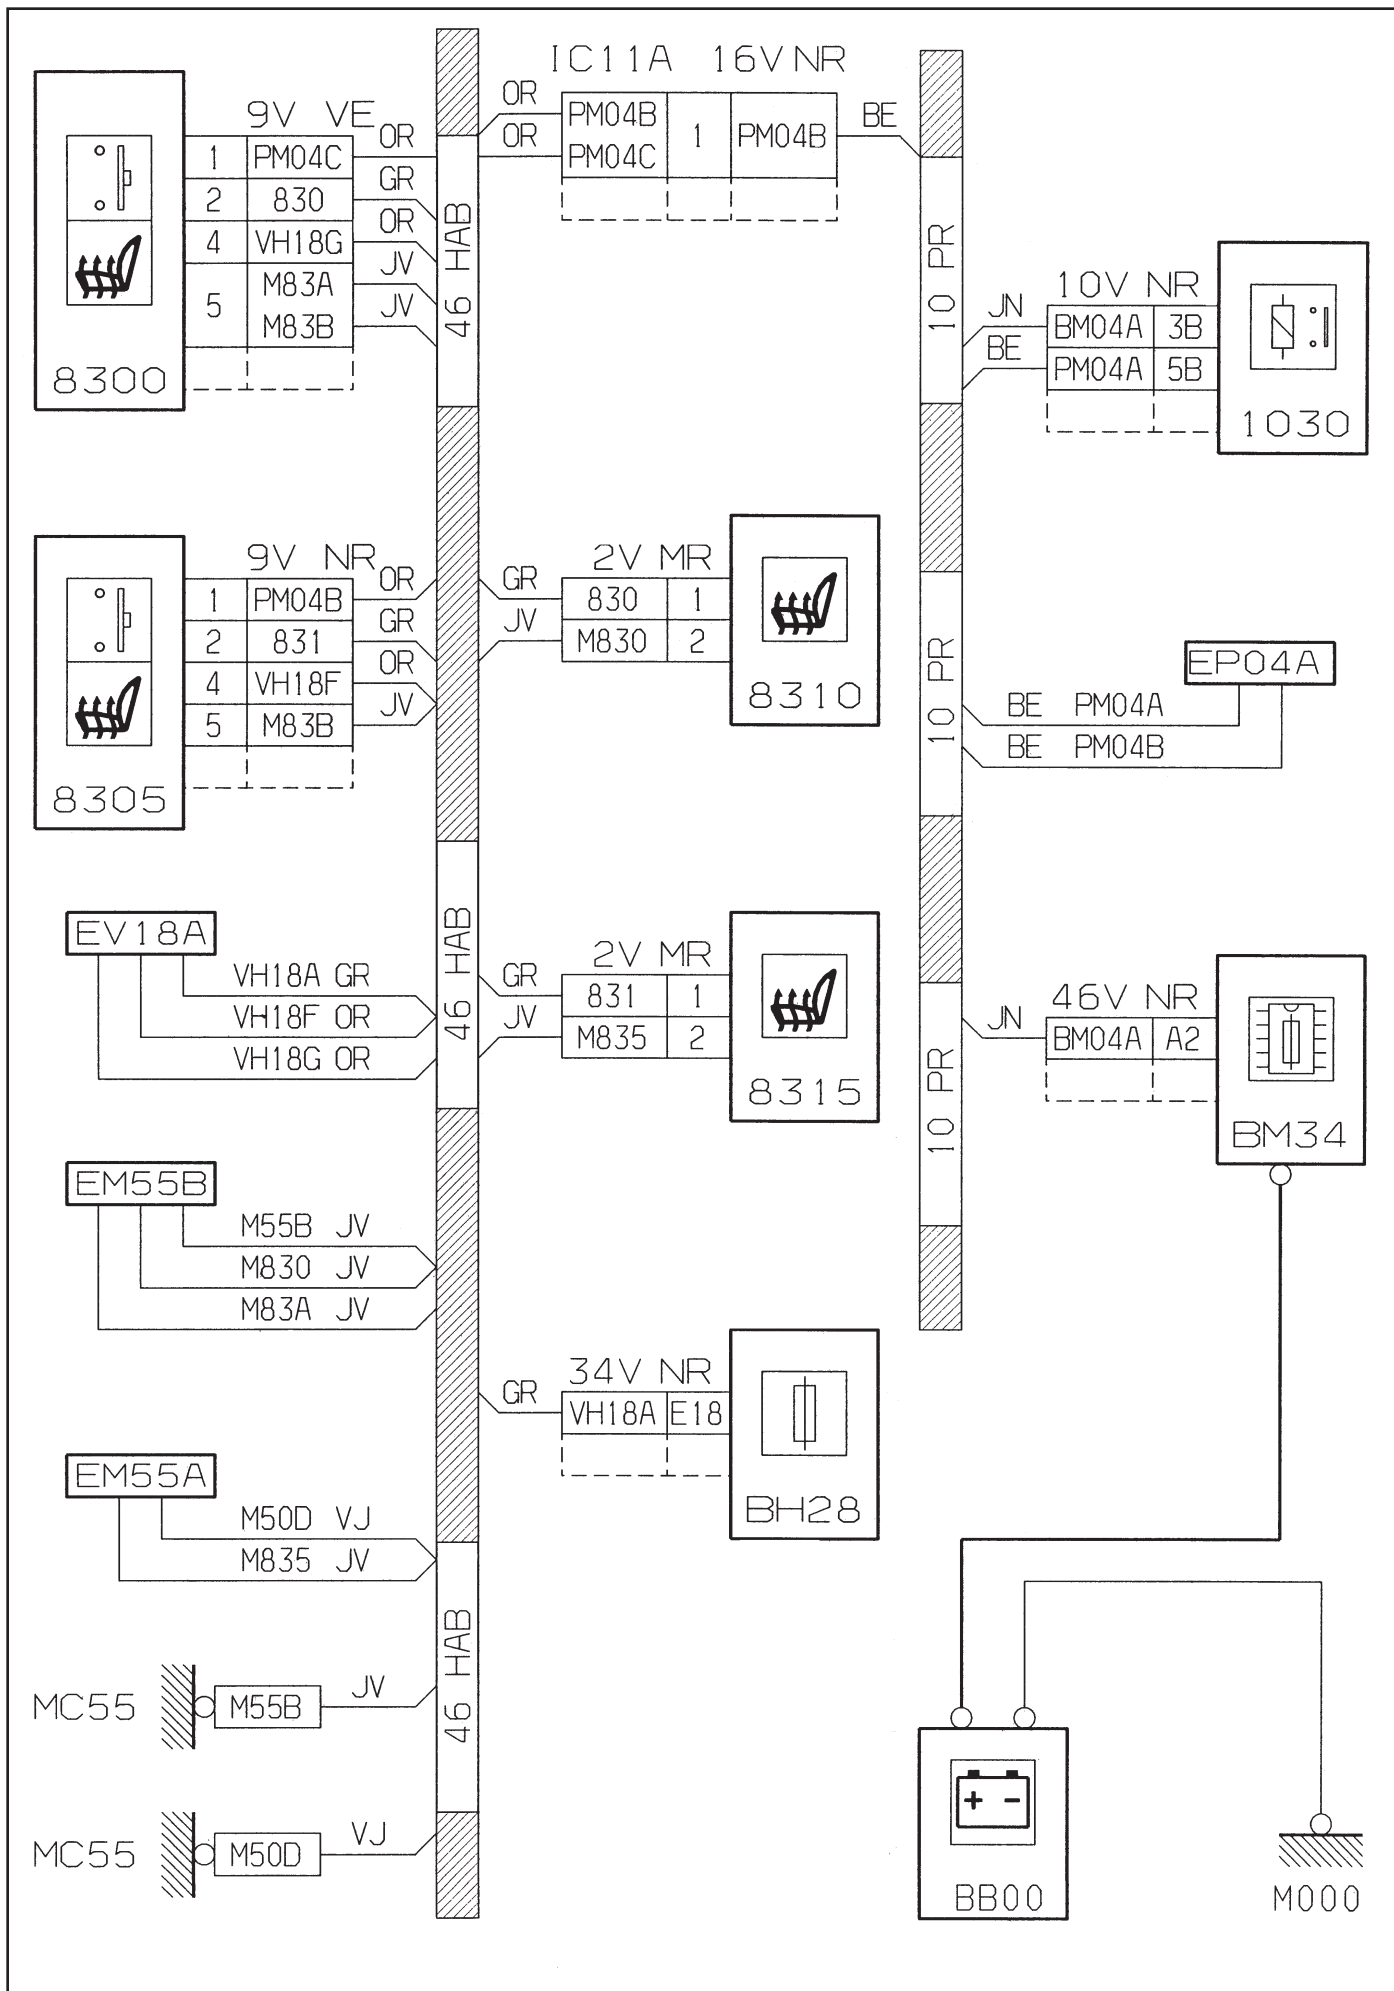 IC11A 16V NR
OR
PM04B
OR
PM04C
1
PM04B
BE
9V VE
1 PM04C OR
2 830 GR
4 VH18G OR
5 M83A JV
M83B JV
8300
46 HAB
10 PR
10V NR
JN BM04A 3B
BE PM04A 5B
1030
9V NR
1 PM04B OR
2 831 GR
4 VH18F OR
5 M83B JV
8305
2V MR
GR 830 1
JV M830 2
8310
10 PR
EP04A
BE PM04A
BE PM04B
EV18A
VH18A GR
VH18F OR
VH18G OR
46 HAB
2V MR
GR 831 1
JV M835 2
8315
10 PR
46V NR
JN BM04A A2
BM34
EM55B
M55B JV
M830 JV
M83A JV
34V NR
GR VH18A E18
BH28
EM55A
M50D VJ
M835 JV
46 HAB
MC55 M55B JV
MC55 M50D VJ
+ -
BB00
M000